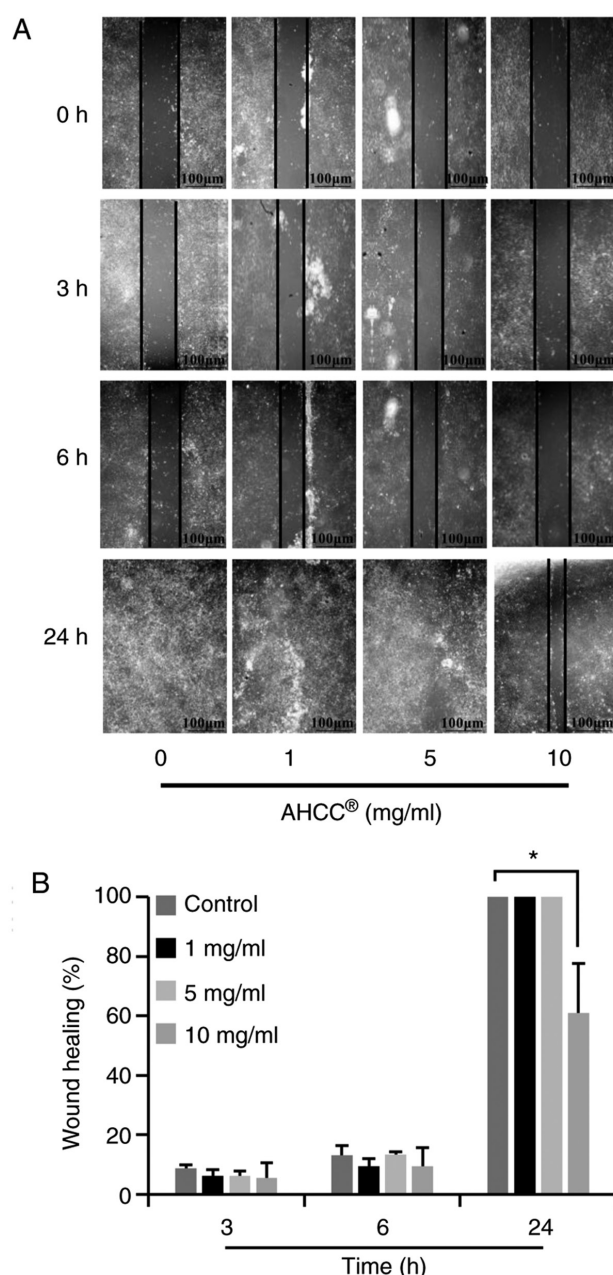 A
0 h
100μm 100μm 100μm 100μm
3 h
100μm 100μm 100μm 100μm
6 h
100μm 100μm 100μm 100μm
24 h
100μm 100μm 100μm 100μm
0 1 5 10
AHCC® (mg/ml)
B
*
100
80
60
40
20
0
Wound healing (%)
Control
1 mg/ml
5 mg/ml
10 mg/ml
3 6 24
Time (h)